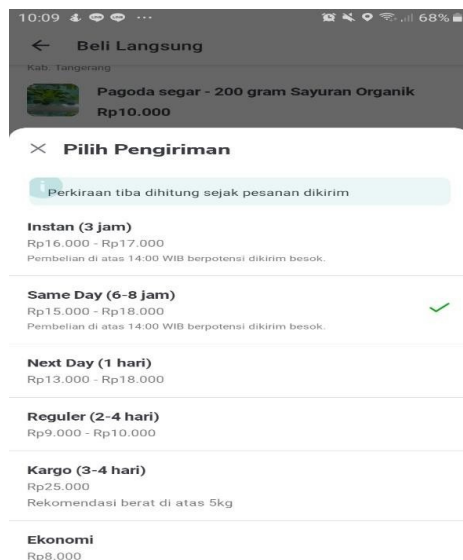 10:09 68%
Beli Langsung
Kab. Tangerang
Pagoda segar - 200 gram Sayuran Organik
Rp10.000
Pilih Pengiriman
Perkiraan tiba dihitung sejak pesanan dikirim
Instan (3 jam)
Rp16.000 - Rp17.000
Pembelian di atas 14:00 WIB berpotensi dikirim besok.
Same Day (6-8 jam)
Rp15.000 - Rp18.000
Pembelian di atas 14:00 WIB berpotensi dikirim besok.
Next Day (1 hari)
Rp13.000 - Rp18.000
Reguler (2-4 hari)
Rp9.000 - Rp10.000
Kargo (3-4 hari)
Rp25.000
Rekomendasi berat di atas 5kg
Ekonomi
Rp8.000